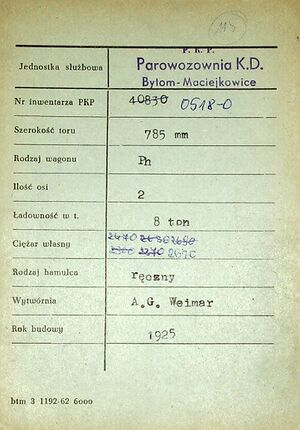 P. K. P.
Jednostka służbowa Parowozownia K.D.
Bytom-Maciejkowice
Nr inwentarza PKP 40830 0518-0
Szerokość toru 785 mm
Rodzaj wagonu Ph
Ilość osi 2
Ładowność w t. 8 ton
Ciężar własny 2670
Rodzaj hamulca ręczny
Wytwórnia A.G. Weimar
Rok budowy 1925
btm 3 1192-62 6000